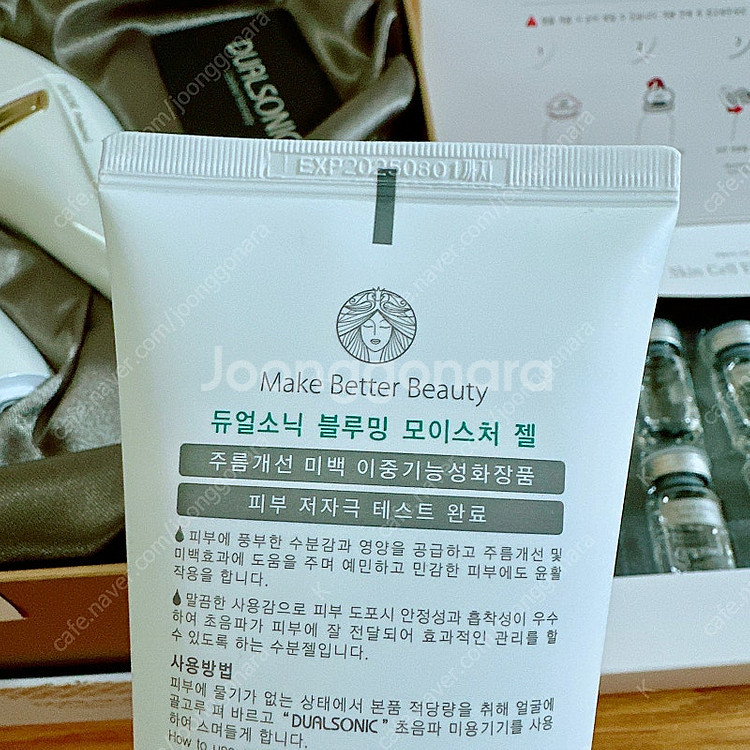 DUALSONIC
1
2
EXP20250801까지
Make Better Beauty
듀얼소닉 블루밍 모이스처 젤
주름개선 미백 이중기능성화장품
피부 저자극 테스트 완료
피부에 풍부한 수분감과 영양을 공급하고 주름개선 및
미백효과에 도움을 주며 예민하고 민감한 피부에도 윤활
작용을 합니다.
말끔한 사용감으로 피부 도포시 안정성과 흡착성이 우수
하여 초음파가 피부에 잘 전달되어 효과적인 관리를 할
수 있도록 하는 수분젤입니다.
사용방법
피부에 물기가 없는 상태에서 본품 적당량을 취해 얼굴에
골고루 펴 바르고 “DUALSONIC” 초음파 미용기기를 사용
하여 스며들게 합니다.
How to use
Skin Cell
Joonggonara
cafe.naver.com/joonggonara